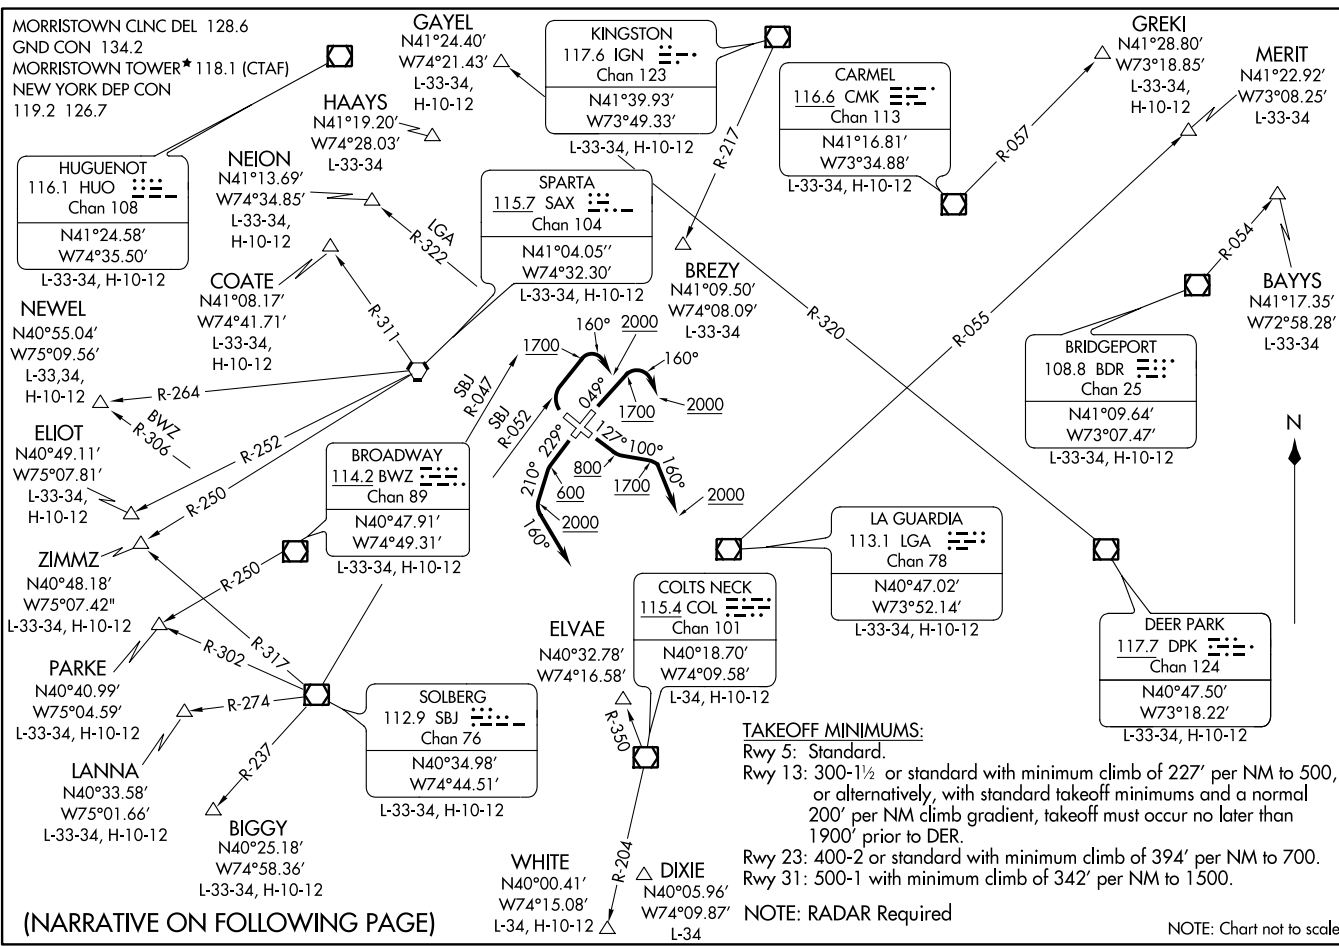 MORRISTOWN CLNC DEL 128.6
GND CON 134.2
MORRISTOWN TOWER★ 118.1 (CTAF)
NEW YORK DEP CON
119.2 126.7
GAYEL
N41°24.40'
W74°21.43'
L-33-34,
H-10-12
KINGSTON
117.6 IGN
Chan 123
N41°39.93'
W73°49.33'
L-33-34, H-10-12
CARMEL
116.6 CMK
Chan 113
N41°16.81'
W73°34.88'
L-33-34, H-10-12
GREKI
N41°28.80'
W73°18.85'
L-33-34,
H-10-12
MERIT
N41°22.92'
W73°08.25'
L-33-34
HAAYS
N41°19.20'
W74°28.03'
L-33-34
HUGUENOT
116.1 HUO
Chan 108
N41°24.58'
W74°35.50'
L-33-34, H-10-12
NEION
N41°13.69'
W74°34.85'
L-33-34,
H-10-12
SPARTA
115.7 SAX
Chan 104
N41°04.05''
W74°32.30'
L-33-34, H-10-12
R-217
R-057
LGA
R-322
BREZY
N41°09.50'
W74°08.09'
L-33-34
R-054
BAYYS
N41°17.35'
W72°58.28'
L-33-34
COATE
N41°08.17'
W74°41.71'
L-33-34,
H-10-12
R-311
R-320
R-055
NEWEL
N40°55.04'
W75°09.56'
L-33,34,
H-10-12
R-264
BWZ
R-306
BRIDGEPORT
108.8 BDR
Chan 25
N41°09.64'
W73°07.47'
L-33-34, H-10-12
N
160°
2000
1700
160°
049°
1700
2000
SBJ
R-047
SBJ
R-052
229°
127°
100°
210°
800
160°
600
1700
2000
2000
160°
ELIOT
N40°49.11'
W75°07.81'
L-33-34,
H-10-12
R-252
R-250
BROADWAY
114.2 BWZ
Chan 89
N40°47.91'
W74°49.31'
L-33-34, H-10-12
LA GUARDIA
113.1 LGA
Chan 78
N40°47.02'
W73°52.14'
L-33-34, H-10-12
ZIMMZ
N40°48.18'
W75°07.42"
L-33-34, H-10-12
R-250
R-317
R-302
COLTS NECK
115.4 COL
Chan 101
N40°18.70'
W74°09.58'
L-34, H-10-12
DEER PARK
117.7 DPK
Chan 124
N40°47.50'
W73°18.22'
L-33-34, H-10-12
PARKE
N40°40.99'
W75°04.59'
L-33-34, H-10-12
ELVAE
N40°32.78'
W74°16.58'
R-350
R-274
SOLBERG
112.9 SBJ
Chan 76
N40°34.98'
W74°44.51'
L-33-34, H-10-12
LANNA
N40°33.58'
W75°01.66'
L-33-34, H-10-12
R-237
BIGGY
N40°25.18'
W74°58.36'
L-33-34, H-10-12
R-204
WHITE
N40°00.41'
W74°15.08'
L-34, H-10-12
DIXIE
N40°05.96'
W74°09.87'
L-34
TAKEOFF MINIMUMS:
Rwy 5: Standard.
Rwy 13: 300-1½ or standard with minimum climb of 227' per NM to 500,
or alternatively, with standard takeoff minimums and a normal
200' per NM climb gradient, takeoff must occur no later than
1900' prior to DER.
Rwy 23: 400-2 or standard with minimum climb of 394' per NM to 700.
Rwy 31: 500-1 with minimum climb of 342' per NM to 1500.
NOTE: RADAR Required
(NARRATIVE ON FOLLOWING PAGE)
NOTE: Chart not to scale